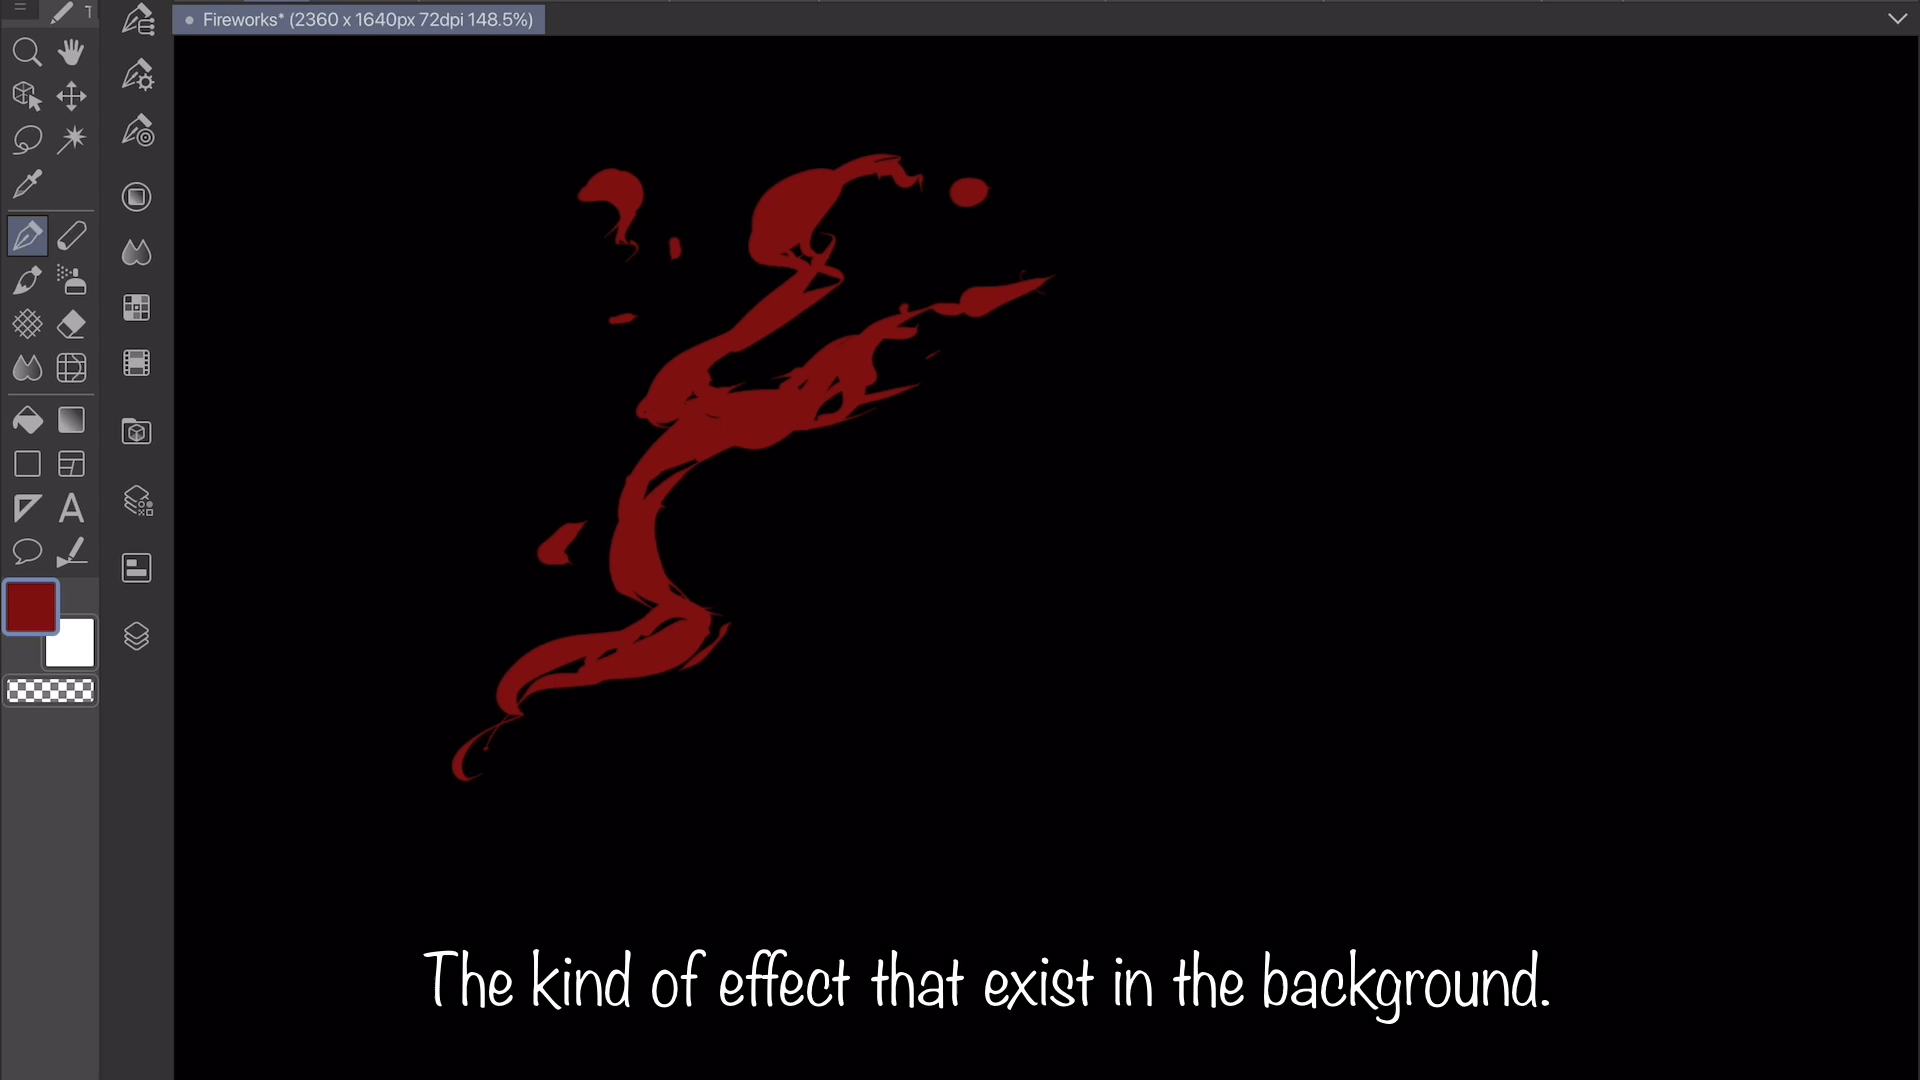 T
Fireworks* (2360 x 1640px 72dpi 148.5%)
A
The kind of effect that exist in the background.